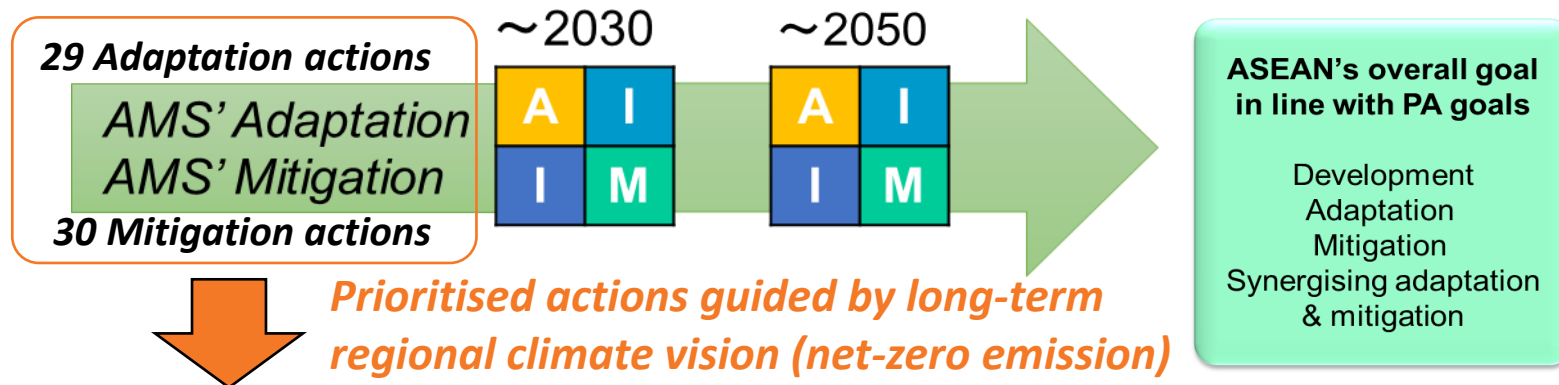 29 Adaptation actions
AMS’ Adaptation
AMS’ Mitigation
30 Mitigation actions
～2030
A I
I M
～2050
A I
I M
ASEAN’s overall goal
in line with PA goals
Development
Adaptation
Mitigation
Synergising adaptation
& mitigation
Prioritised actions guided by long-term
regional climate vision (net-zero emission)